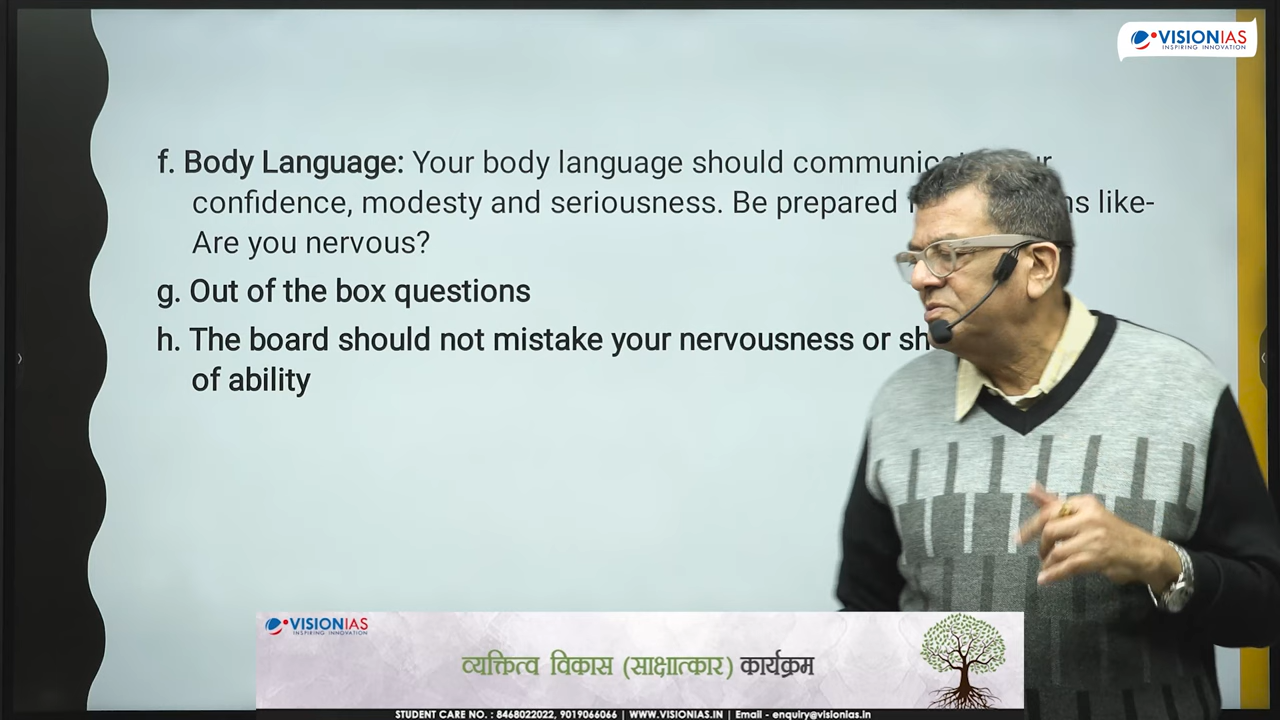 VISIONIAS
INSPIRING INNOVATION
f. Body Language: Your body language should
confidence, modesty and seriousness. Be prepared like-
Are you nervous?
g. Out of the box questions
h. The board should not mistake your nervousness or
of ability
VISIONIAS
INSPIRING INNOVATION
व्यक्तित्व विकास (साक्षात्कार) कार्यक्रम
STUDENT CARE NO. : 8468022022, 9019066066 | WWW.VISIONIAS.IN | Email - enquiry@visionias.in